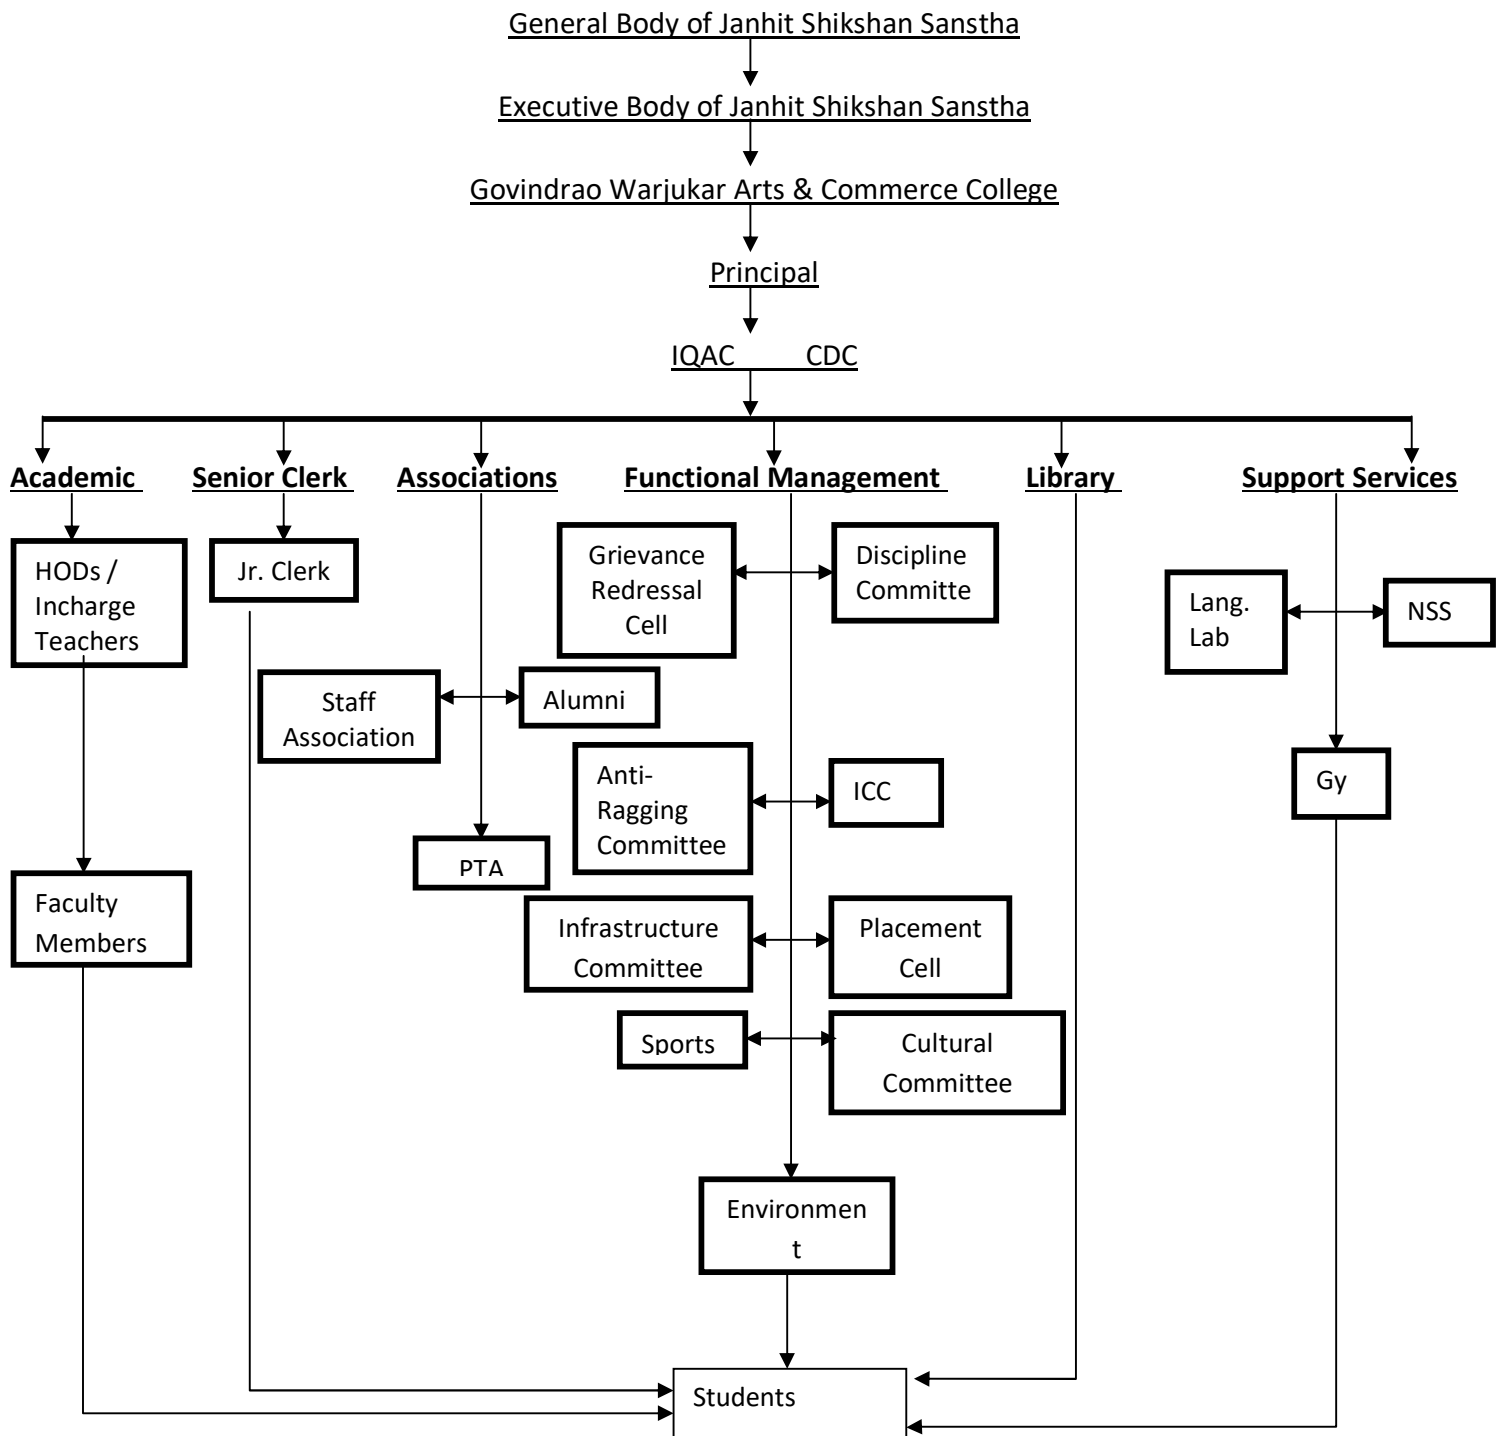 General Body of Janhit Shikshan Sanstha
Executive Body of Janhit Shikshan Sanstha
Govindrao Warjukar Arts & Commerce College
Principal
IQAC CDC
Academic Senior Clerk Associations Functional Management Library Support Services
HODs /
Incharge
Teachers
Jr. Clerk
Grievance
Redressal
Cell
Discipline
Committe
Lang.
Lab
NSS
Staff
Association
Alumni
Anti-
Ragging
Committee
ICC
Gy
PTA
Faculty
Members
Infrastructure
Committee
Placement
Cell
Sports
Cultural
Committee
Environmen
t
Students